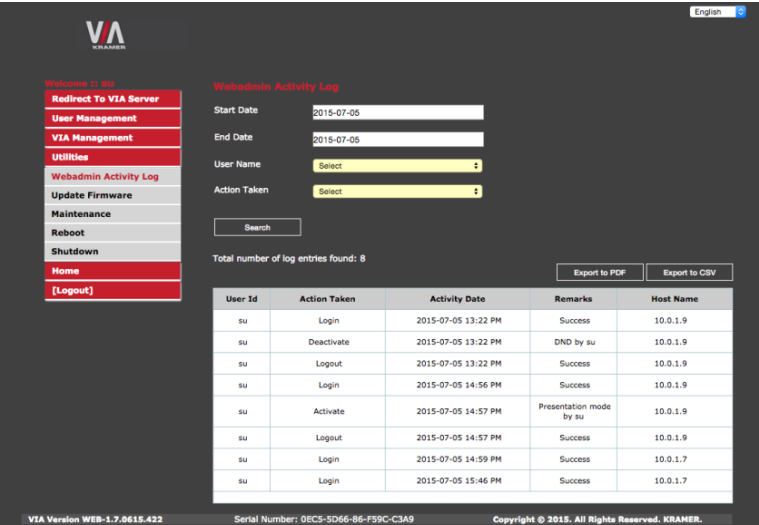 English
VIA
KRAMER
Welcome :: su
Redirect To VIA Server
User Management
VIA Management
Utilities
Webadmin Activity Log
Update Firmware
Maintenance
Reboot
Shutdown
Home
[Logout]
Webadmin Activity Log
Start Date 2015-07-05
End Date 2015-07-05
User Name Select
Action Taken Select
Search
Total number of log entries found: 8
Export to PDF Export to CSV
User Id Action Taken Activity Date Remarks Host Name
su Login 2015-07-05 13:22 PM Success 10.0.1.9
su Deactivate 2015-07-05 13:22 PM DND by su 10.0.1.9
su Logout 2015-07-05 13:22 PM Success 10.0.1.9
su Login 2015-07-05 14:56 PM Success 10.0.1.9
su Activate 2015-07-05 14:57 PM Presentation mode by su 10.0.1.9
su Logout 2015-07-05 14:57 PM Success 10.0.1.9
su Login 2015-07-05 14:59 PM Success 10.0.1.7
su Login 2015-07-05 15:46 PM Success 10.0.1.7
VIA Version WEB-1.7.0615.422 Serial Number: 0EC5-5D66-86-F59C-C3A9 Copyright © 2015. All Rights Reserved. KRAMER.